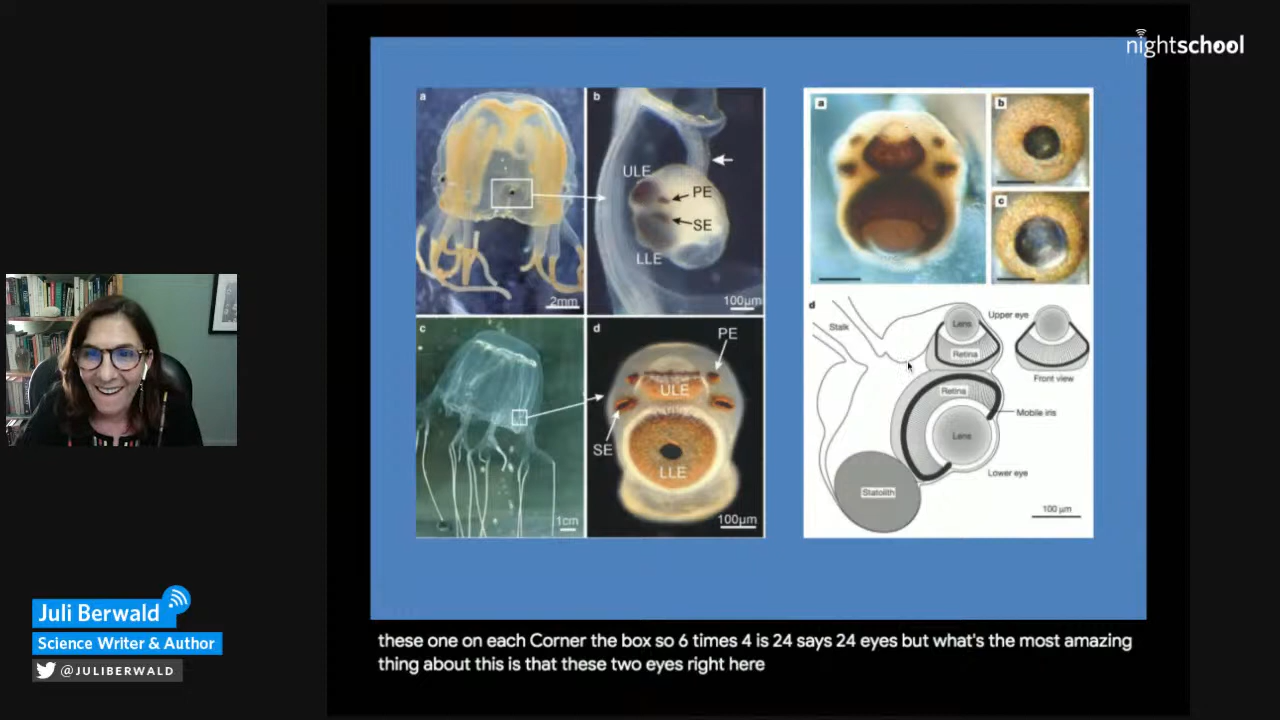 nightschool
a
b
ULE
PE
SE
LLE
2mm
100µm
c
d
PE
ULE
SE
LLE
1cm
100µm
a
b
c
d
Stalk
Lens
Upper eye
Retina
Front view
Retina
Mobile iris
Lens
Lower eye
Statolith
100 µm
Juli Berwald
Science Writer & Author
@JULIBERWALD
these one on each Corner the box so 6 times 4 is 24 says 24 eyes but what's the most amazing
thing about this is that these two eyes right here